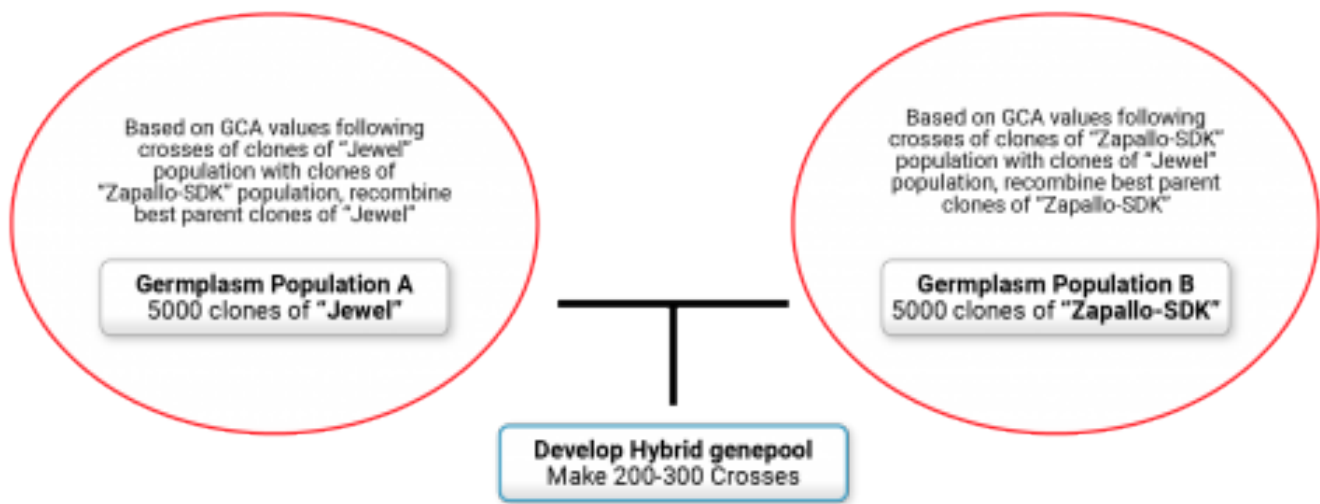 Based on GCA values following
crosses of clones of “Jewel”
population with clones of
“Zapallo-SDK” population, recombine
best parent clones of “Jewel”
Germplasm Population A
5000 clones of “Jewel”
Based on GCA values following
crosses of clones of “Zapallo-SDK”
population with clones of “Jewel”
population, recombine best parent
clones of “Zapallo-SDK”
Germplasm Population B
5000 clones of “Zapallo-SDK”
Develop Hybrid genepool
Make 200-300 Crosses